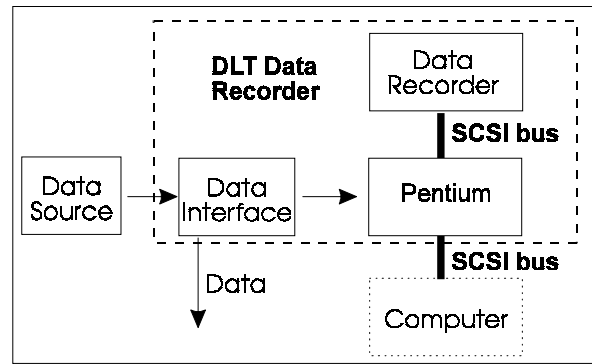 DLT Data
Recorder
Data
Recorder
SCSI bus
Data
Source
Data
Interface
Pentium
SCSI bus
Data
Computer